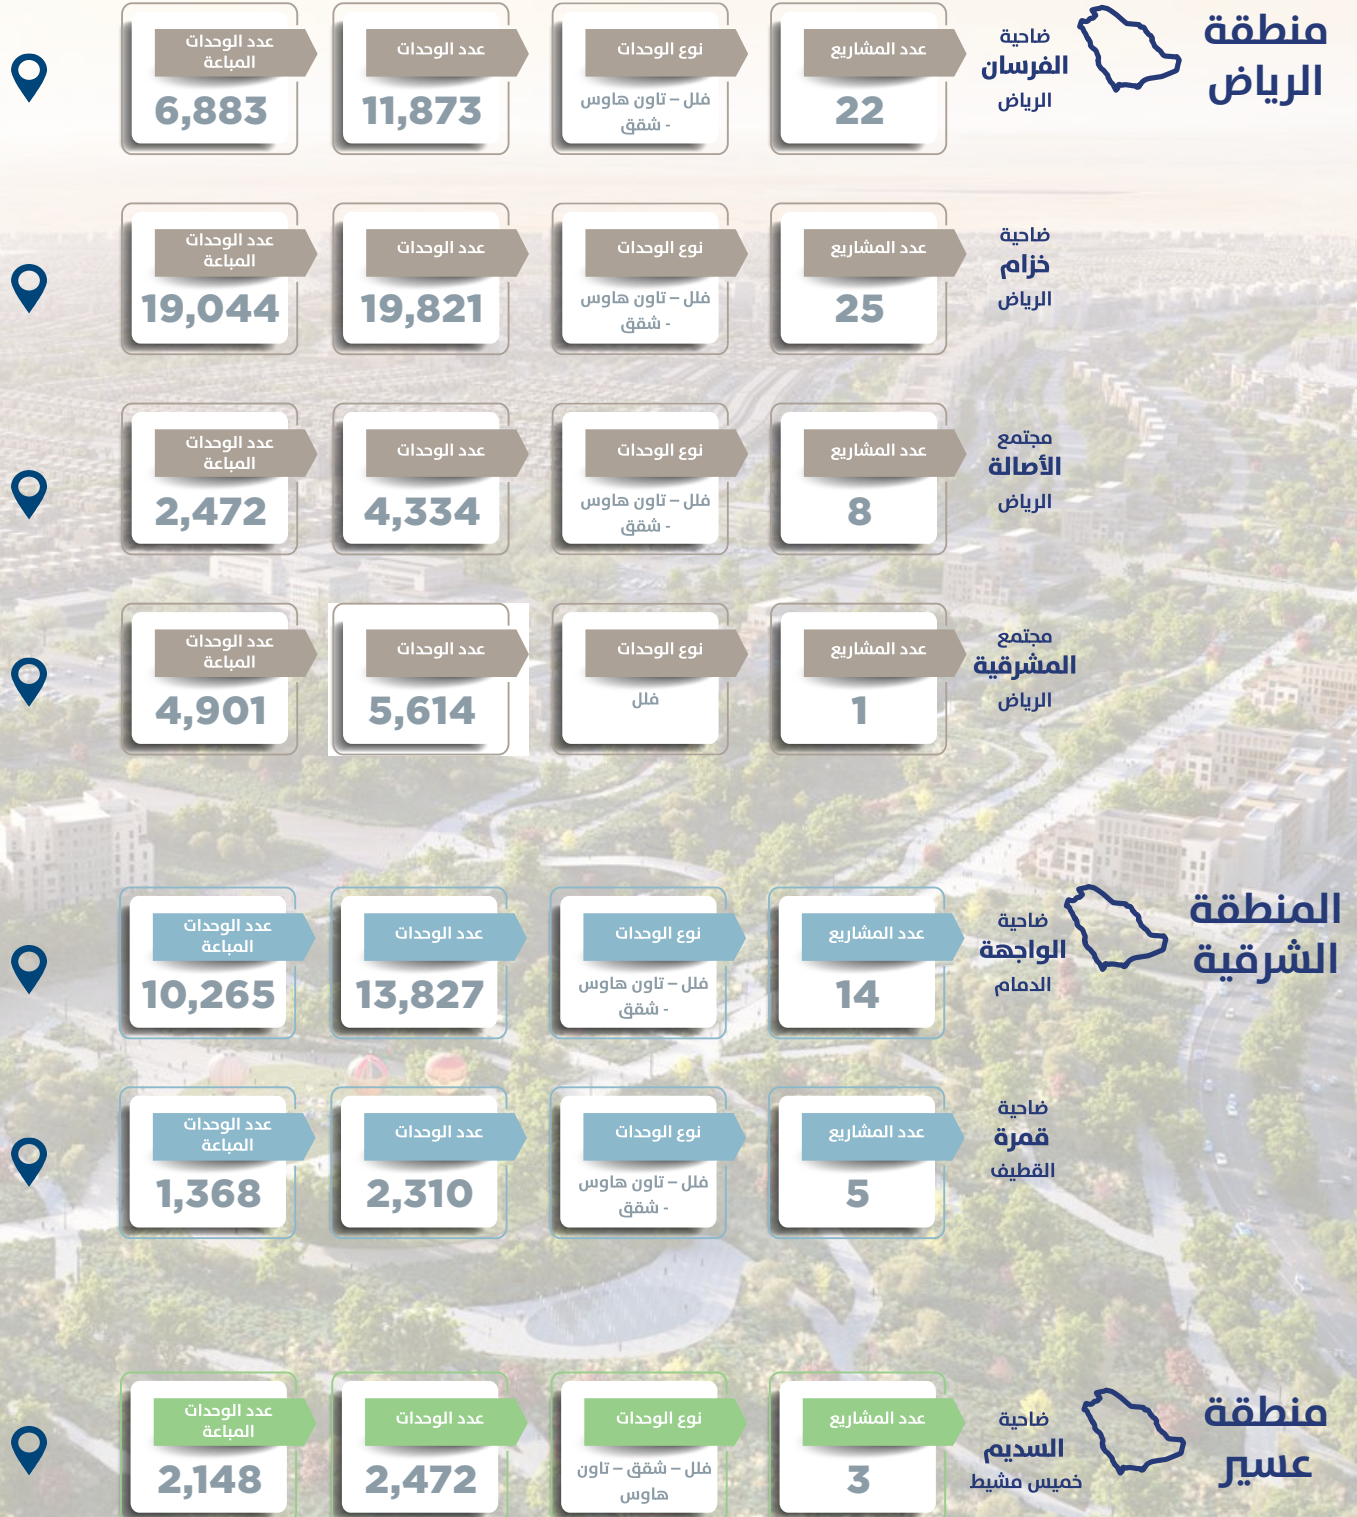 منطقة
الرياض
ضاحية
الفرسان
الرياض
عدد المشاريع
22
نوع الوحدات
فلل – تاون هاوس
- شقق
عدد الوحدات
11,873
عدد الوحدات
المباعة
6,883
ضاحية
خزام
الرياض
عدد المشاريع
25
نوع الوحدات
فلل – تاون هاوس
- شقق
عدد الوحدات
19,821
عدد الوحدات
المباعة
19,044
مجتمع
الأصالة
الرياض
عدد المشاريع
8
نوع الوحدات
فلل – تاون هاوس
- شقق
عدد الوحدات
4,334
عدد الوحدات
المباعة
2,472
مجتمع
المشرقية
الرياض
عدد المشاريع
1
نوع الوحدات
فلل
عدد الوحدات
5,614
عدد الوحدات
المباعة
4,901
المنطقة
الشرقية
ضاحية
الواجهة
الدمام
عدد المشاريع
14
نوع الوحدات
فلل – تاون هاوس
- شقق
عدد الوحدات
13,827
عدد الوحدات
المباعة
10,265
ضاحية
قمرة
القطيف
عدد المشاريع
5
نوع الوحدات
فلل – تاون هاوس
- شقق
عدد الوحدات
2,310
عدد الوحدات
المباعة
1,368
منطقة
عسير
ضاحية
السديم
خميس مشيط
عدد المشاريع
3
نوع الوحدات
فلل – شقق – تاون
هاوس
عدد الوحدات
2,472
عدد الوحدات
المباعة
2,148